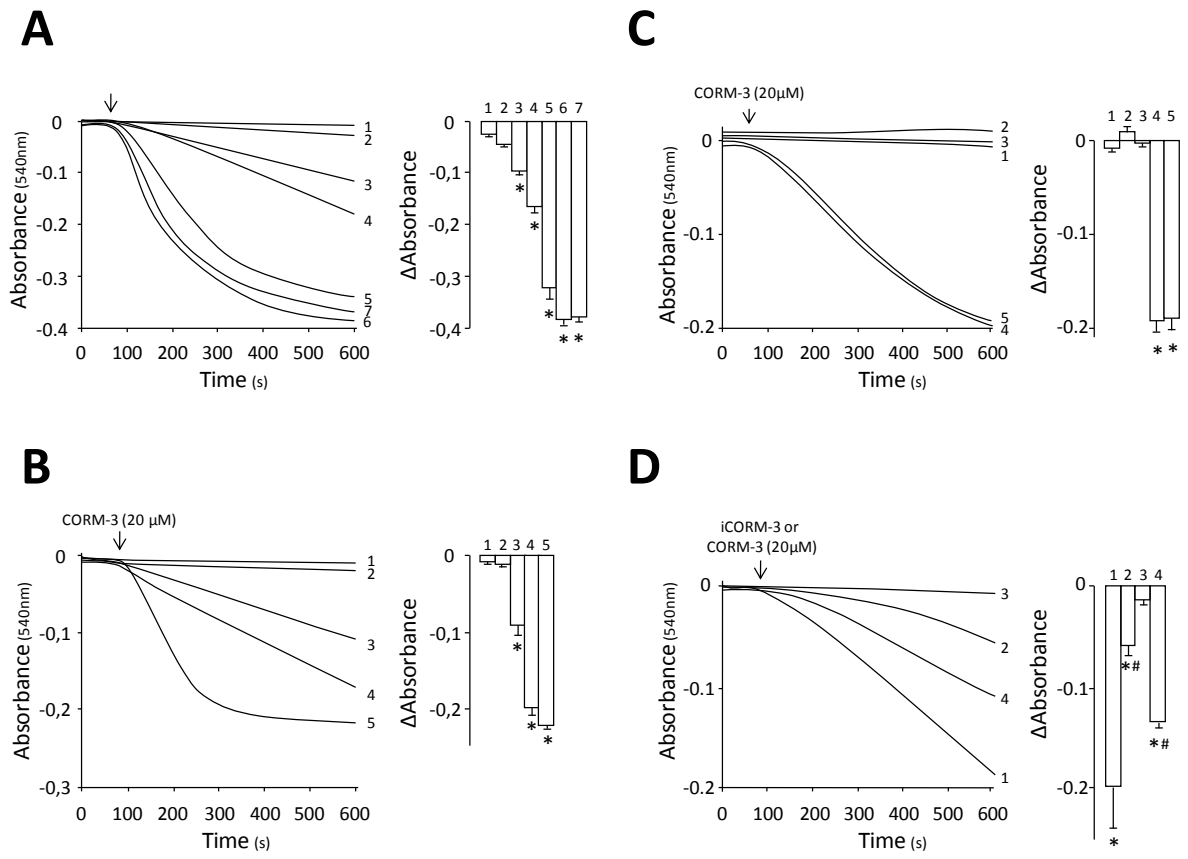 A
0
-0.1
-0.2
-0.3
-0.4
Absorbance (540nm)
0 100 200 300 400 500 600
Time (s)
1
2
3
4
5
7
6
1 2 3 4 5 6 7
0
-0,1
-0,2
-0,3
-0,4
ΔAbsorbance
* * * * *
C
CORM-3 (20µM)
0
-0.1
-0.2
Absorbance (540nm)
0 100 300 400 500 600
Time (s)
2
3
1
5
4
1 2 3 4 5
0
-0.1
-0.2
ΔAbsorbance
* *
B
CORM-3 (20 µM)
0
-0,1
-0,2
-0,3
Absorbance (540nm)
0 100 200 300 400 500 600
Time (s)
1
2
3
4
5
1 2 3 4 5
0
-0,1
-0,2
ΔAbsorbance
* * *
D
iCORM-3 or
CORM-3 (20µM)
0
-0.1
-0.2
Absorbance (540nm)
0 100 200 300 400 500 600
Time (s)
3
2
4
1
1 2 3 4
0
-0.1
-0.2
ΔAbsorbance
*#
*#
*